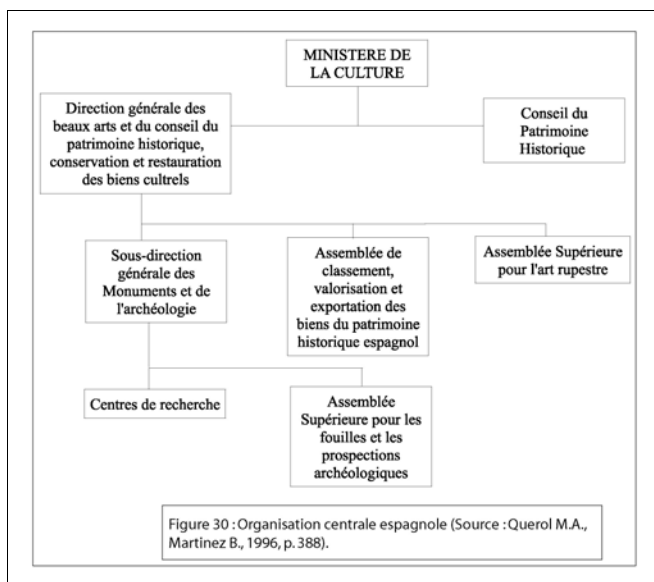 MINISTERE DE
LA CULTURE
Direction générale des
beaux arts et du conseil du
patrimoine historique,
conservation et restauration
des biens cultrels
Conseil du
Patrimoine
Historique
Sous-direction
générale des
Monuments et de
l'archéologie
Assemblée de
classement,
valorisation et
exportation des
biens du patrimoine
historique espagnol
Assemblée Supérieure
pour l'art rupestre
Centres de recherche
Assemblée
Supérieure pour les
fouilles et les
prospections
archéologiques
Figure 30 : Organisation centrale espagnole (Source : Querol M.A.,
Martinez B., 1996, p. 388).